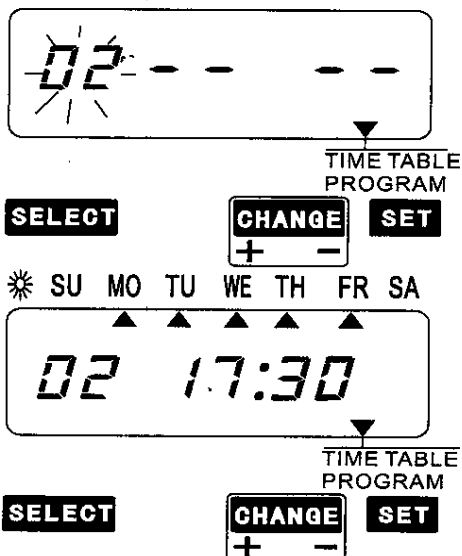 02 -- --
TIME TABLE
PROGRAM
SELECT CHANGE SET
+ -
SU MO TU WE TH FR SA
02 17:30
TIME TABLE
PROGRAM
SELECT CHANGE SET
+ -